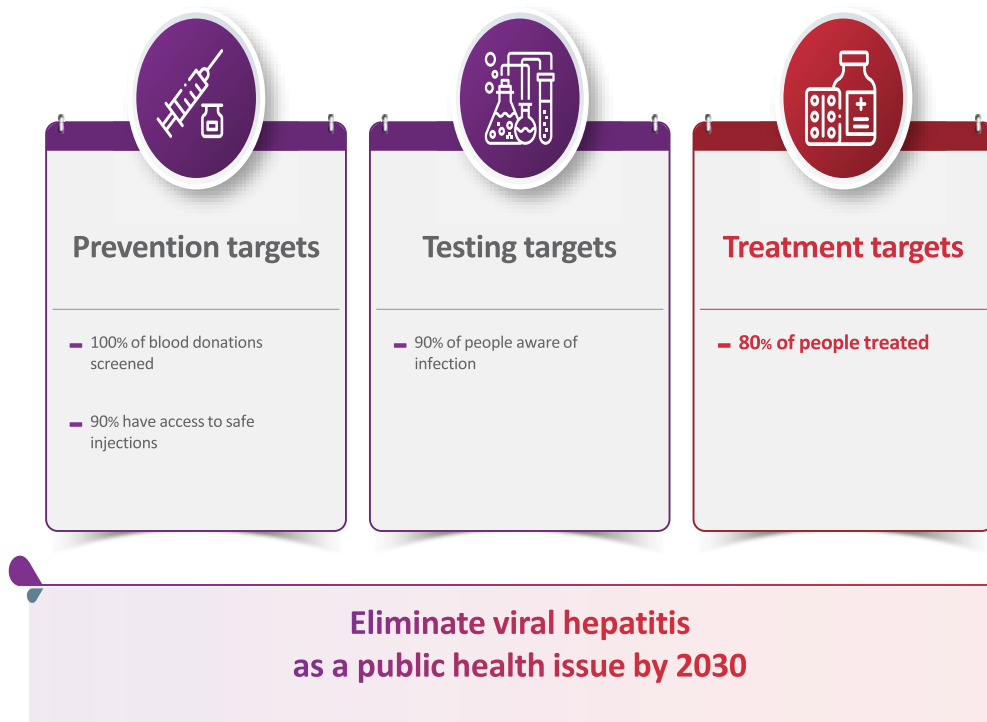 Prevention targets
100% of blood donations
screened
90% have access to safe
injections
Testing targets
90% of people aware of
infection
Treatment targets
80% of people treated
Eliminate viral hepatitis
as a public health issue by 2030